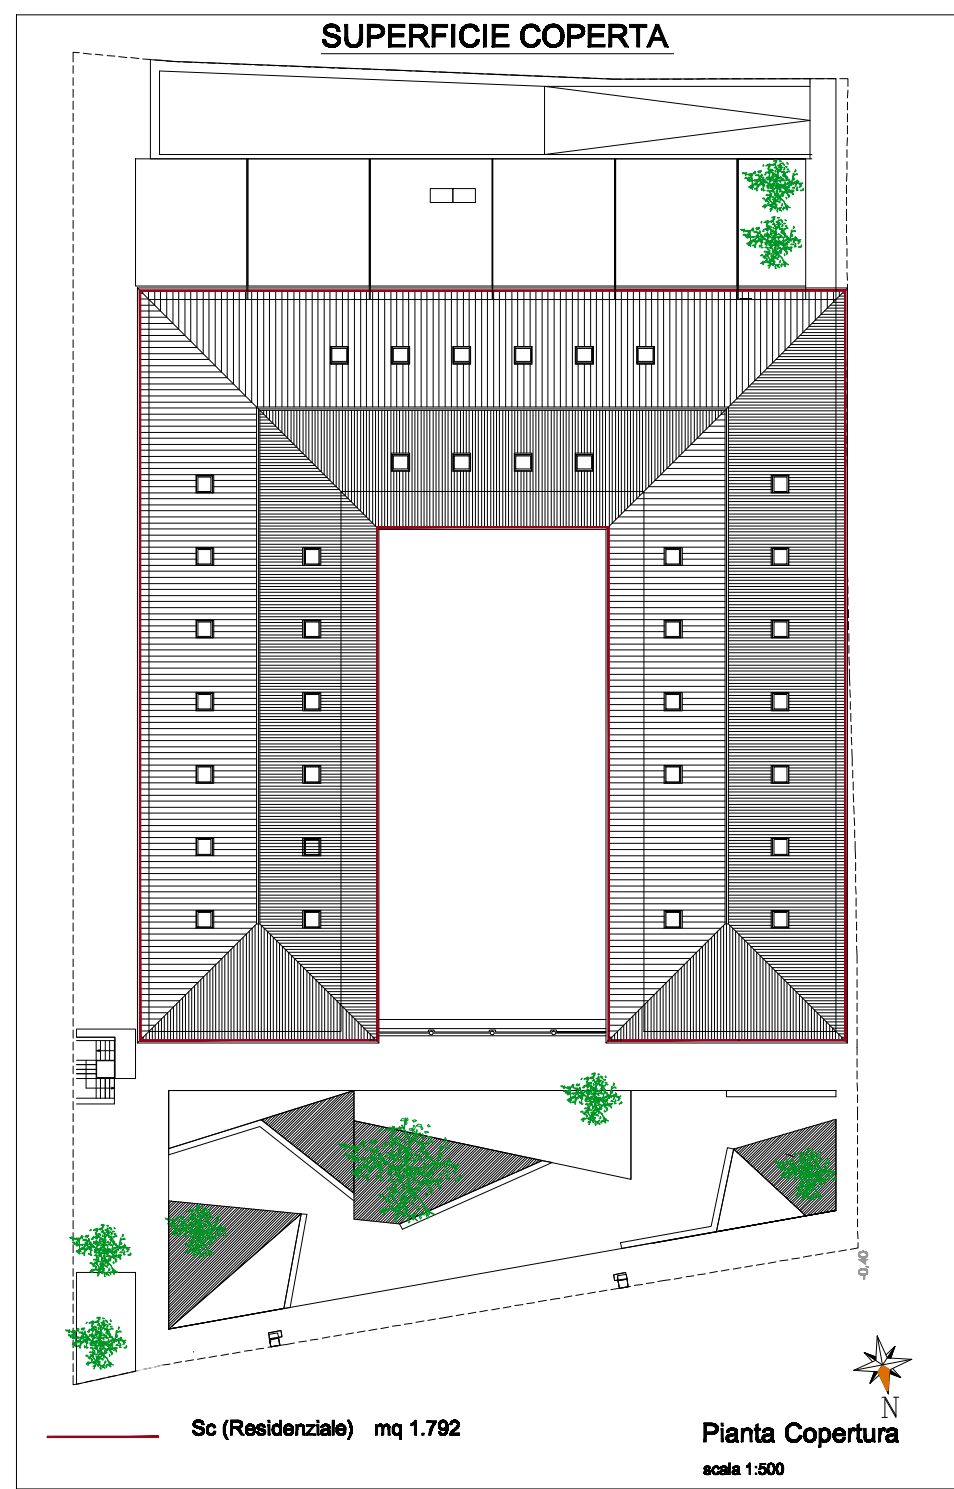 SUPERFICIE COPERTA
-0.40
N
Sc (Residenziale) mq 1.792
Pianta Copertura
scala 1:500